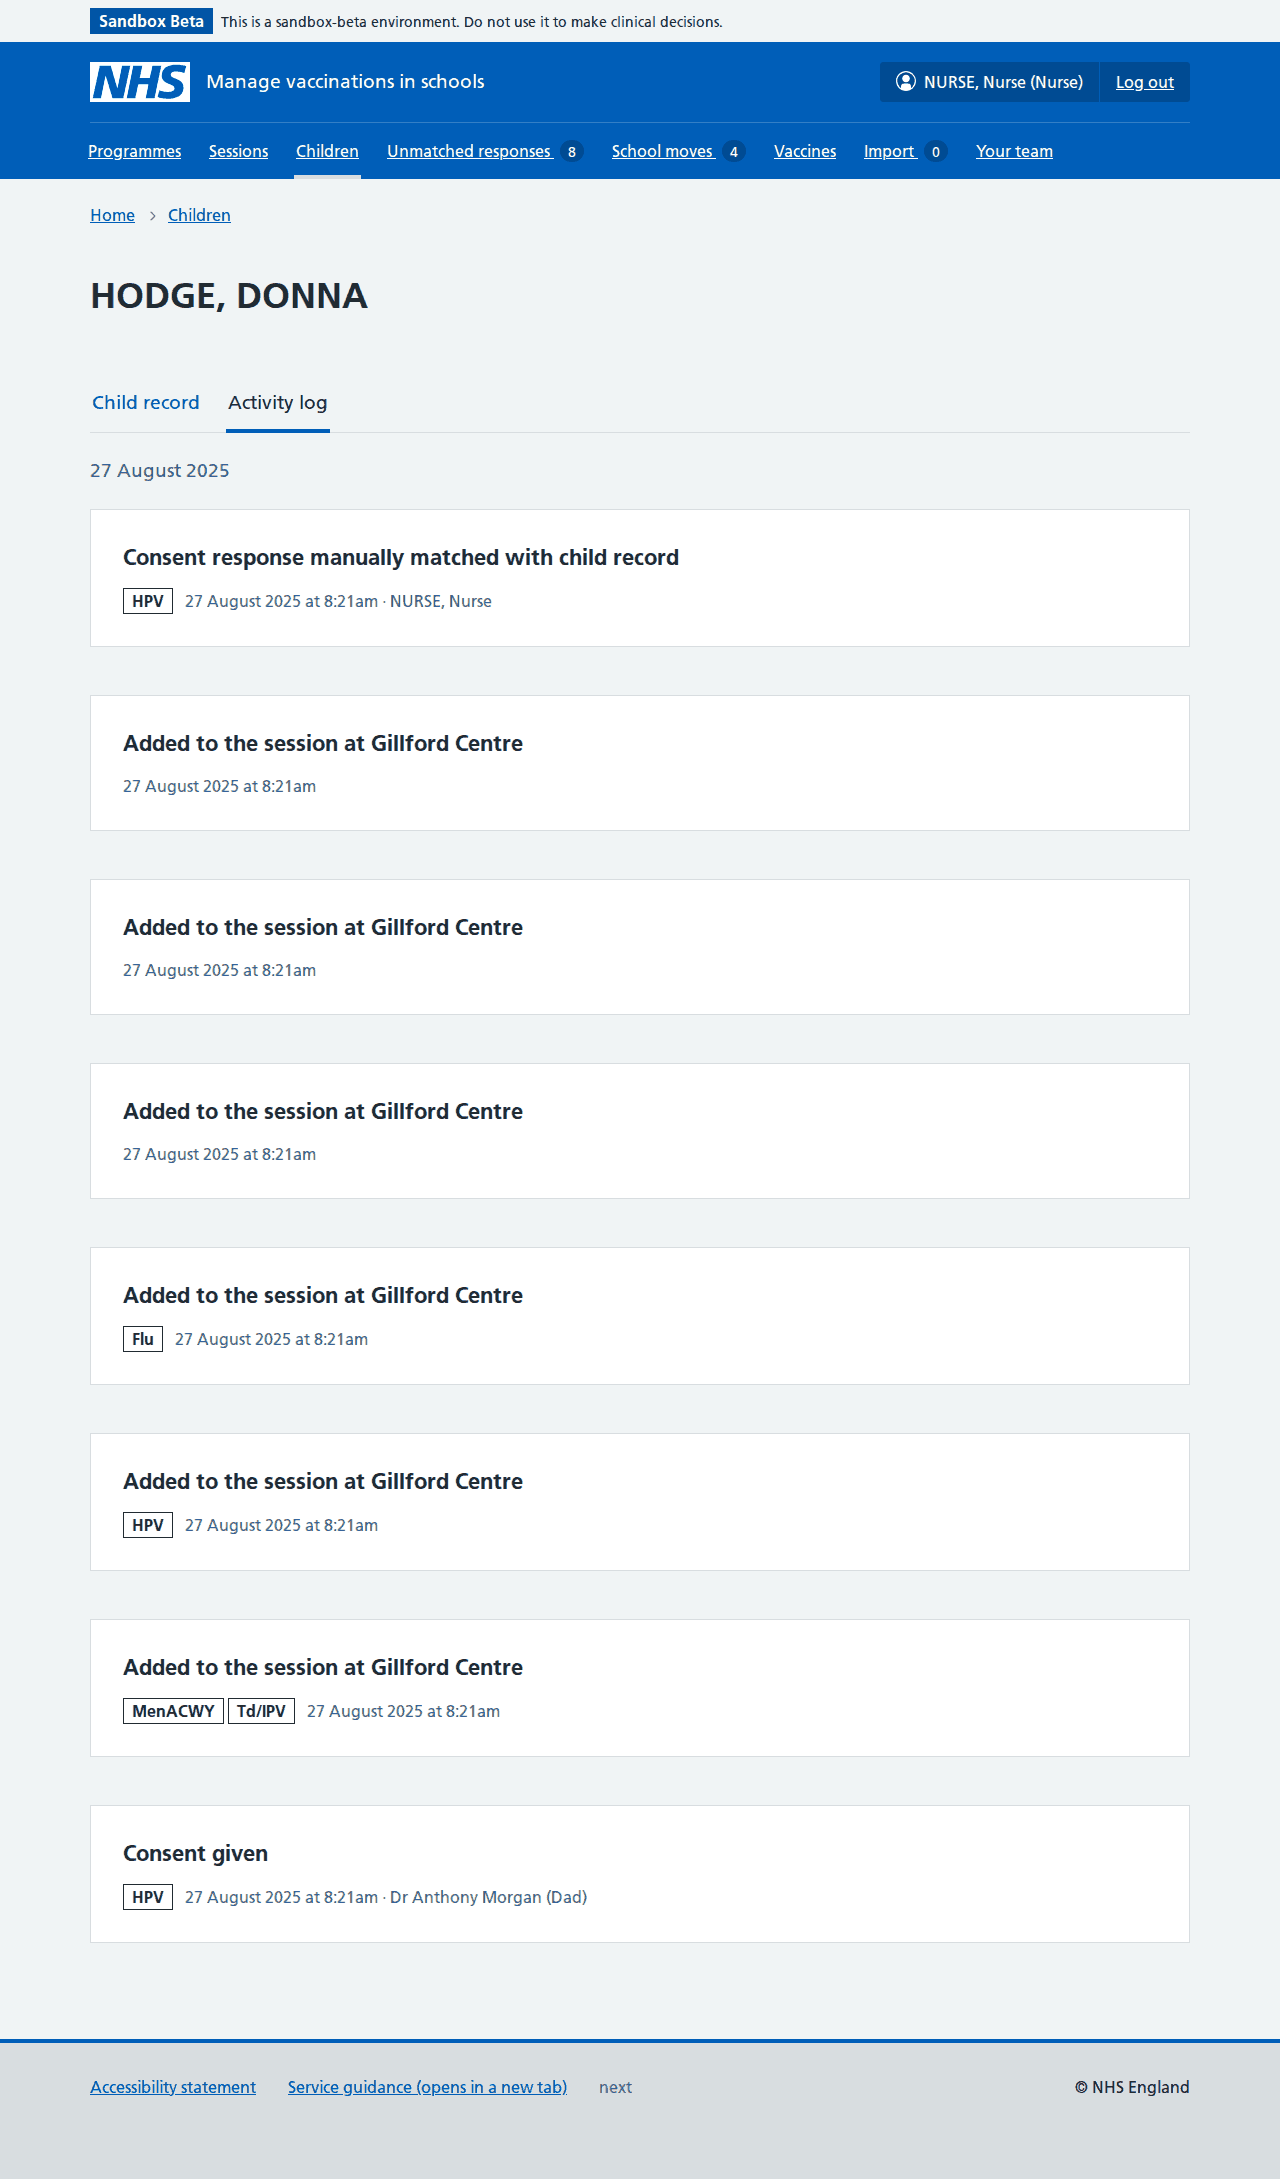 Sandbox Beta This is a sandbox-beta environment. Do not use it to make clinical decisions.
NHS Manage vaccinations in schools NURSE, Nurse (Nurse) Log out
Programmes Sessions Children Unmatched responses 8 School moves 4 Vaccines Import 0 Your team
Home Children
HODGE, DONNA
Child record Activity log
27 August 2025
Consent response manually matched with child record
HPV 27 August 2025 at 8:21am · NURSE, Nurse
Added to the session at Gillford Centre
27 August 2025 at 8:21am
Added to the session at Gillford Centre
27 August 2025 at 8:21am
Added to the session at Gillford Centre
27 August 2025 at 8:21am
Added to the session at Gillford Centre
Flu 27 August 2025 at 8:21am
Added to the session at Gillford Centre
HPV 27 August 2025 at 8:21am
Added to the session at Gillford Centre
MenACWY Td/IPV 27 August 2025 at 8:21am
Consent given
HPV 27 August 2025 at 8:21am · Dr Anthony Morgan (Dad)
Accessibility statement Service guidance (opens in a new tab) next © NHS England